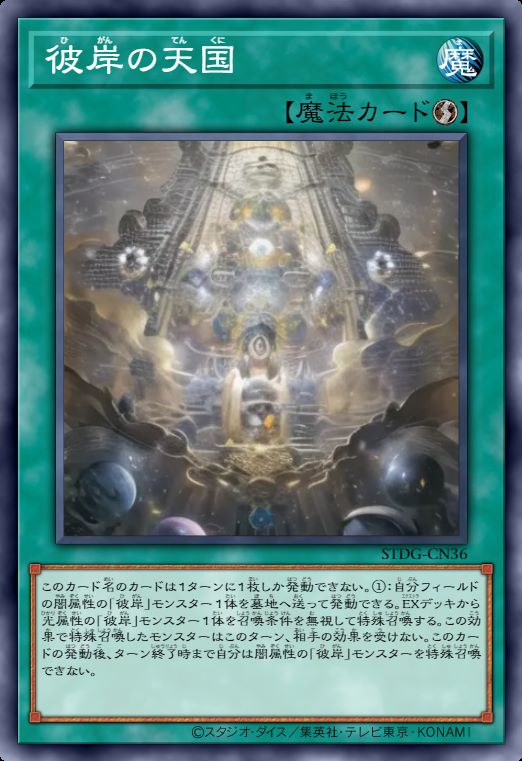 彼岸の天国
魔
【魔法カード】
STDG-CN36
このカード名のカードは1ターンに1枚しか発動できない。①：自分フィールド
の闇属性の「彼岸」モンスター1体を墓地へ送って発動できる。EXデッキから
光属性の「彼岸」モンスター1体を召喚条件を無視して特殊召喚する。この効
果で特殊召喚したモンスターはこのターン、相手の効果を受けない。このカー
ドの発動後、ターン終了時まで自分は闇属性の「彼岸」モンスターを特殊召喚
できない。
©スタジオ・ダイス/集英社・テレビ東京・KONAMI